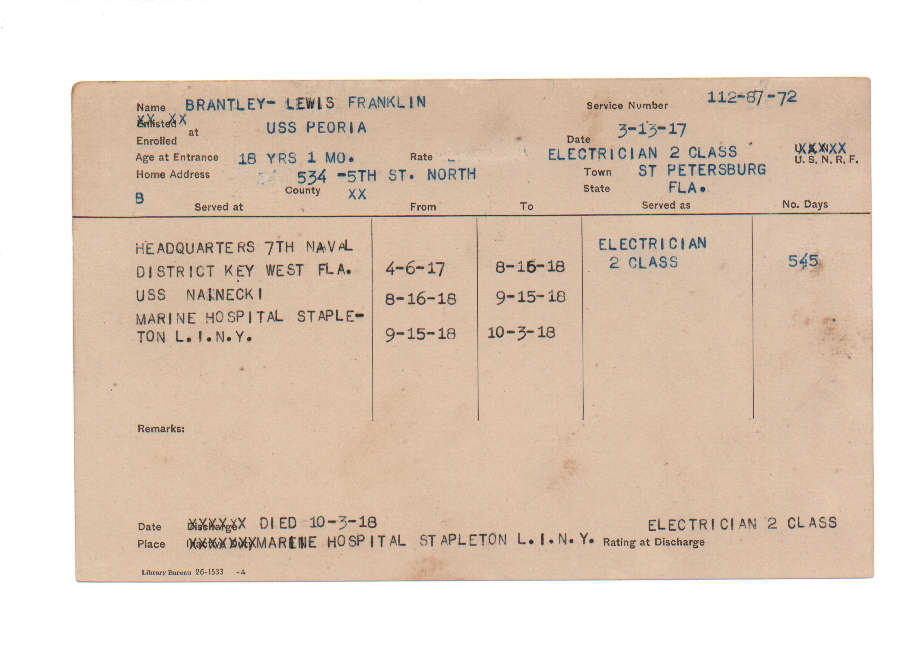 Name BRANTLEY- LEWIS FRANKLIN Service Number 112-87-72
XX XX
Enlisted at USS PEORIA Date 3-13-17
Enrolled
Age at Entrance 18 YRS 1 MO. Rate ELECTRICIAN 2 CLASS U.S.N.R.F.
Home Address 534 -5TH ST. NORTH Town ST PETERSBURG
B County XX State FLA.
Served at From To Served as No. Days
HEADQUARTERS 7TH NAVAL ELECTRICIAN
DISTRICT KEY WEST FLA. 4-6-17 8-16-18 2 CLASS 545
USS NAINECKI 8-16-18 9-15-18
MARINE HOSPITAL STAPLE-
TON L.I.N.Y. 9-15-18 10-3-18
Remarks:
Date Discharge DIED 10-3-18 ELECTRICIAN 2 CLASS
Place Inactive Duty MARINE HOSPITAL STAPLETON L.I.N.Y. Rating at Discharge
Library Bureau 26-1533 -A